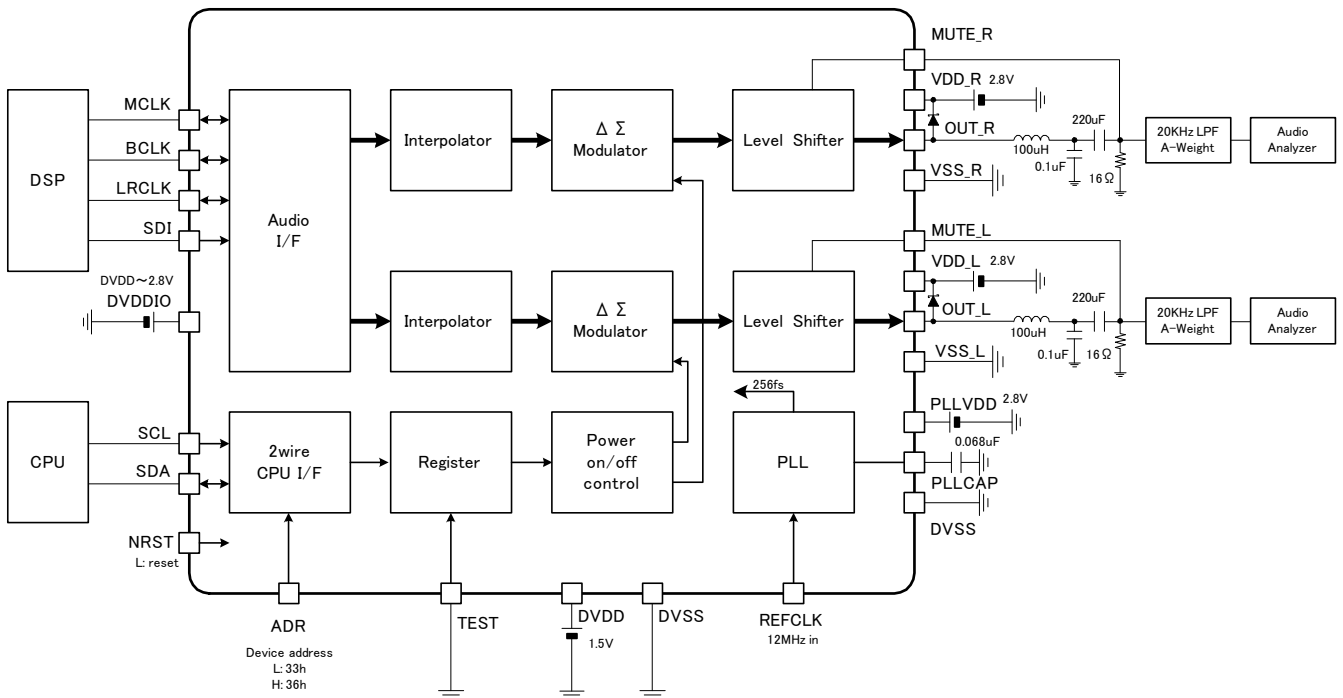 DSP
MCLK
BCLK
LRCLK
SDI
DVDD～2.8V
DVDDIO
CPU
SCL
SDA
NRST
L: reset
Audio
I/F
Interpolator
Δ Σ
Modulator
Level Shifter
Interpolator
Δ Σ
Modulator
Level Shifter
2wire
CPU I/F
Register
Power
on/off
control
256fs
PLL
MUTE_R
VDD_R 2.8V
OUT_R
100uH
220uF
0.1uF
16Ω
VSS_R
20KHz LPF
A-Weight
Audio
Analyzer
MUTE_L
VDD_L 2.8V
OUT_L
100uH
220uF
0.1uF
16Ω
VSS_L
20KHz LPF
A-Weight
Audio
Analyzer
PLLVDD 2.8V
0.068uF
PLLCAP
DVSS
ADR
Device address
L: 33h
H: 36h
TEST
DVDD
1.5V
DVSS
REFCLK
12MHz in